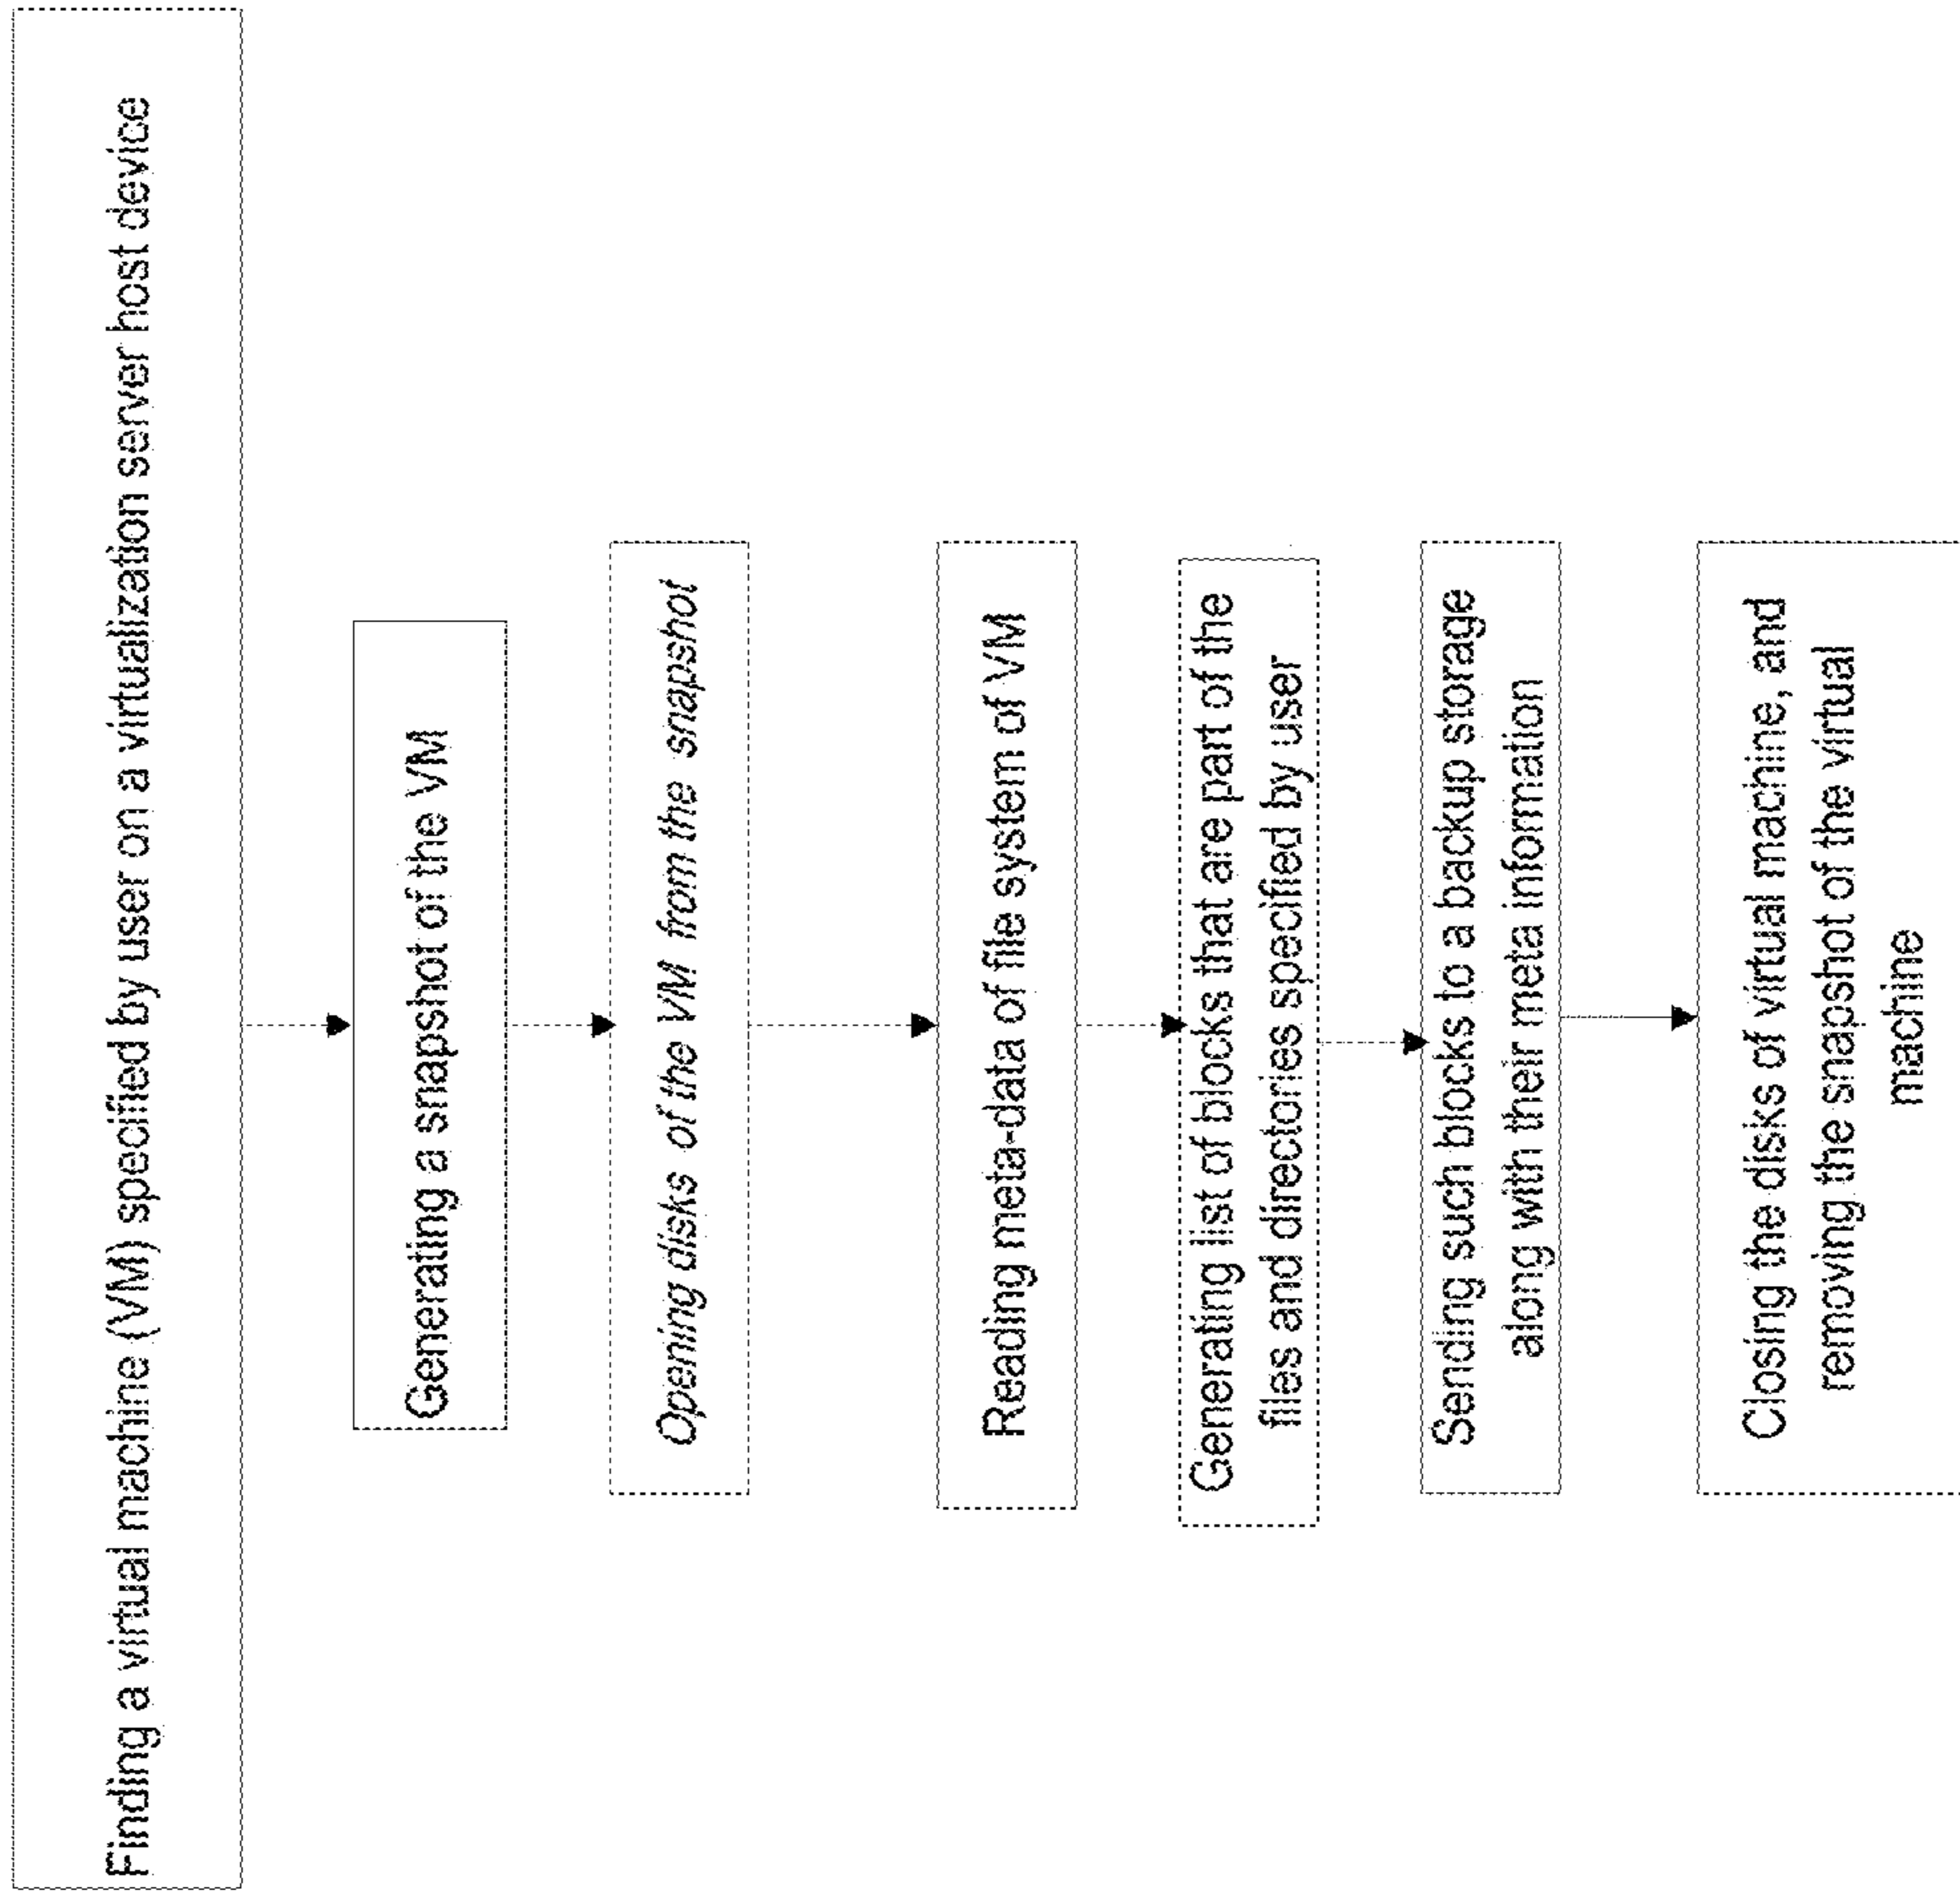 Finding a virtual machine (VM) specified by user on a virtualization server host device
Generating a snapshot of the VM
Opening disks of the VM from the snapshot
Reading meta-data of file system of VM
Generating list of blocks that are part of the
files and directories specified by user
Sending such blocks to a backup storage
along with their meta information
Closing the disks of virtual machine, and
removing the snapshot of the virtual
machine